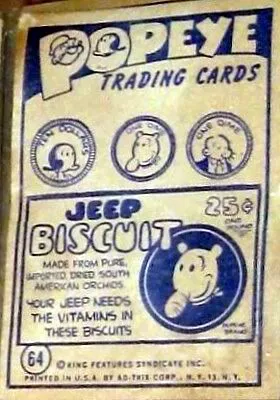 POPEYE
TRADING CARDS
TEN DOLLARS
ONE DIME
JEEP
BISCUIT
25¢
ONE
POUND
MADE FROM PURE,
IMPORTED, DRIED SOUTH
AMERICAN ORCHIDS.
YOUR JEEP NEEDS
THE VITAMINS IN
THESE BISCUITS
64
© KING FEATURES SYNDICATE INC.
PRINTED IN U.S.A. BY AD-TRIX CORP., N.Y. 13, N.Y.